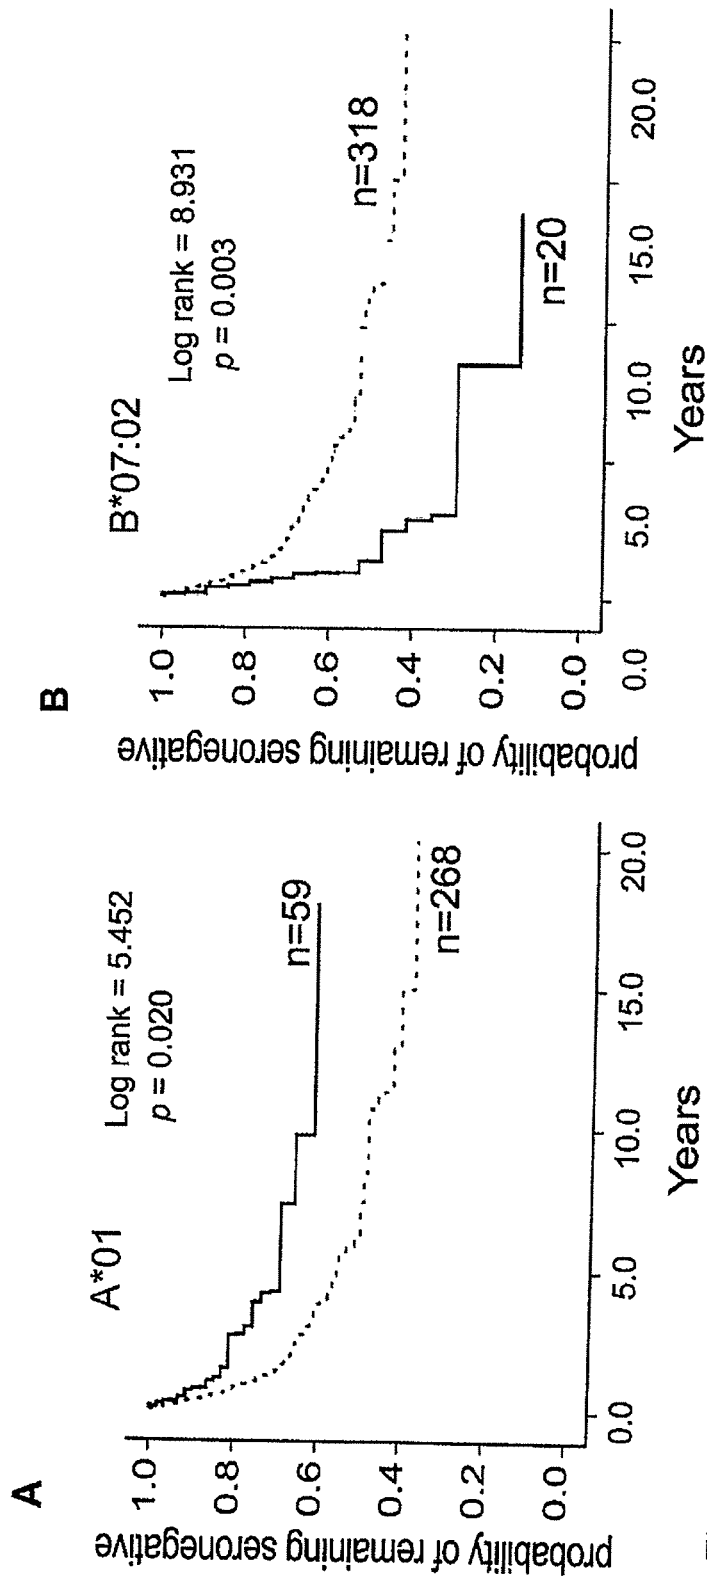 A
A*01
Log rank = 5.452
p = 0.020
n=59
n=268
probability of remaining seronegative
1.0
0.8
0.6
0.4
0.2
0.0
0.0
5.0
10.0
15.0
20.0
Years
B
B*07:02
Log rank = 8.931
p = 0.003
n=318
n=20
probability of remaining seronegative
1.0
0.8
0.6
0.4
0.2
0.0
0.0
5.0
10.0
15.0
20.0
Years